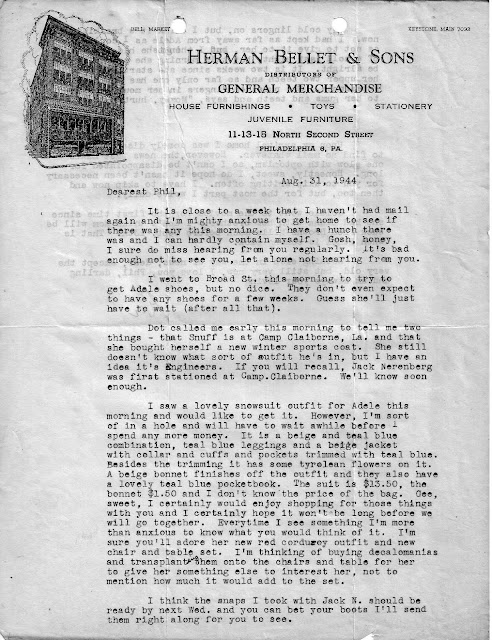 BELL, MARKET
KEYSTONE, MAIN 7093
HERMAN BELLET & SONS
DISTRIBUTORS OF
GENERAL MERCHANDISE
HOUSE FURNISHINGS • TOYS • STATIONERY
JUVENILE FURNITURE
11-13-15 NORTH SECOND STREET
PHILADELPHIA 6, PA.
Aug. 31, 1944
Dearest Phil,
It is close to a week that I haven't had mail
again and I'm mighty anxious to get home to see if
there was any this morning. I have a hunch there
was and I can hardly contain myself. Gosh, honey,
I sure do miss hearing from you regularly. It's bad
enough not to see you, let alone not hearing from you.
I went to Broad St. this morning to try to
get Adele shoes, but no dice. They don't even expect
to have any shoes for a few weeks. Guess she'll just
have to wait (after all that).
Dot called me early this morning to tell me two
things - that Snuff is at Camp Claiborne, La. and that
she bought herself a new winter sports coat. She still
doesn't know what sort of outfit he's in, but I have an
idea it's Engineers. If you will recall, Jack Nerenberg
was first stationed at Camp.Claiborne. We'll know soon
enough.
I saw a lovely snowsuit outfit for Adele this
morning and would like to get it. However, I'm sort
of in a hole and will have to wait awhile before I
spend any more money. It is a beige and teal blue
combination, teal blue leggings and a beige jacket
with collar and cuffs and pockets trimmed with teal blue.
Besides the trimming it has some tyrolean flowers on it.
A beige bonnet finishes off the outfit and they also have
a lovely teal blue pocketbook. The suit is $13.50, the
bonnet $1.50 and I don't know the price of the bag. Gee,
sweet, I certainly would enjoy shopping for those things
with you and I certainly hope it won't be long before we
will go together. Everytime I see something I'm more
than anxious to know what you would think of it. I'm
sure you'll adore her new red corduroy outfit and new
chair and table set. I'm thinking of buying decalomanias
and transplant them onto the chairs and table for her
to give her something else to interest her, not to
mention how much it would add to the set.
I think the snaps I took with Jack N. should be
ready by next Wed. and you can bet your boots I'll send
them right along for you to see.